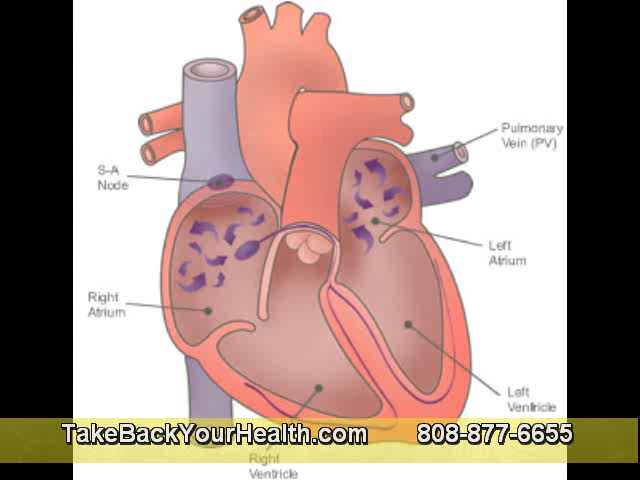 Pulmonary
Vein (PV)
S-A
Node
Left
Atrium
Right
Atrium
Left
Ventricle
TakeBackYourHealth.com 808-877-6655
Right
Ventricle